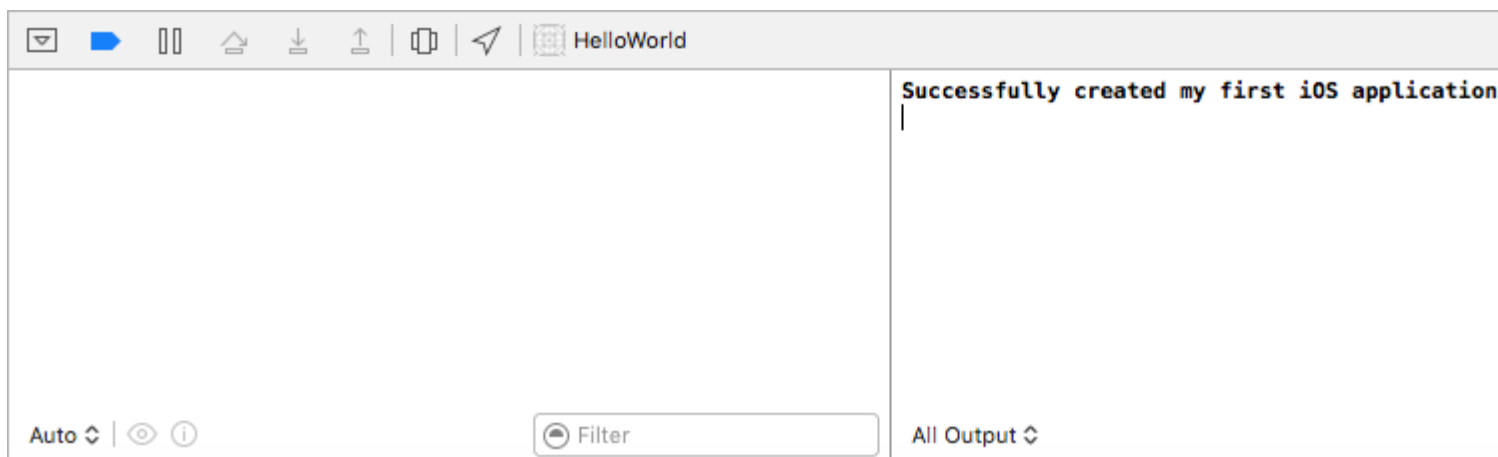 HelloWorld
Successfully created my first iOS application
Auto
Filter
All Output